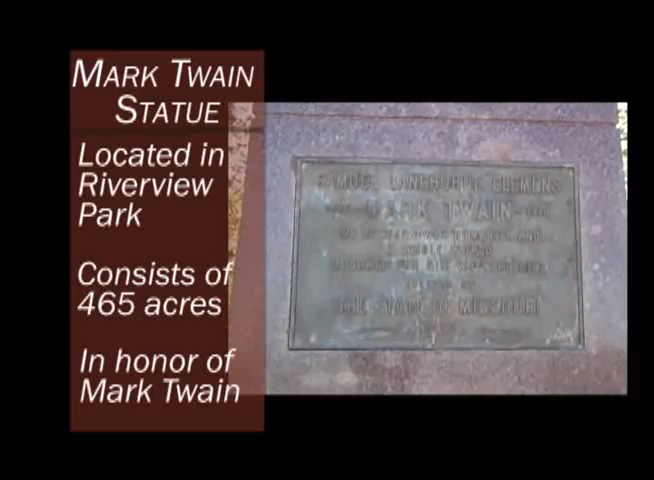 MARK TWAIN
STATUE
Located in
Riverview
Park
Consists of
465 acres
In honor of
Mark Twain
SAMUEL LANGHORNE CLEMENS
MARK TWAIN
THE STATE OF MISSOURI